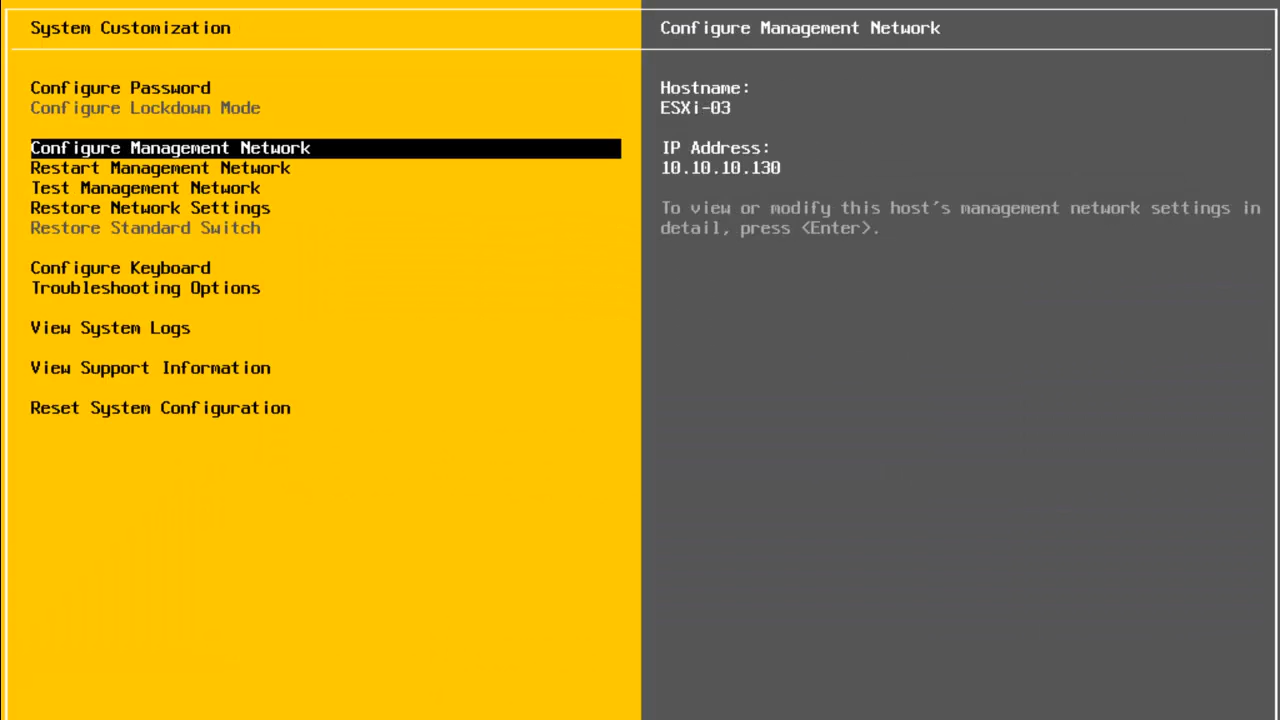 System Customization
Configure Password
Configure Lockdown Mode
Configure Management Network
Restart Management Network
Test Management Network
Restore Network Settings
Restore Standard Switch
Configure Keyboard
Troubleshooting Options
View System Logs
View Support Information
Reset System Configuration
Configure Management Network
Hostname:
ESXi-03
IP Address:
10.10.10.130
To view or modify this host's management network settings in
detail, press <Enter>.